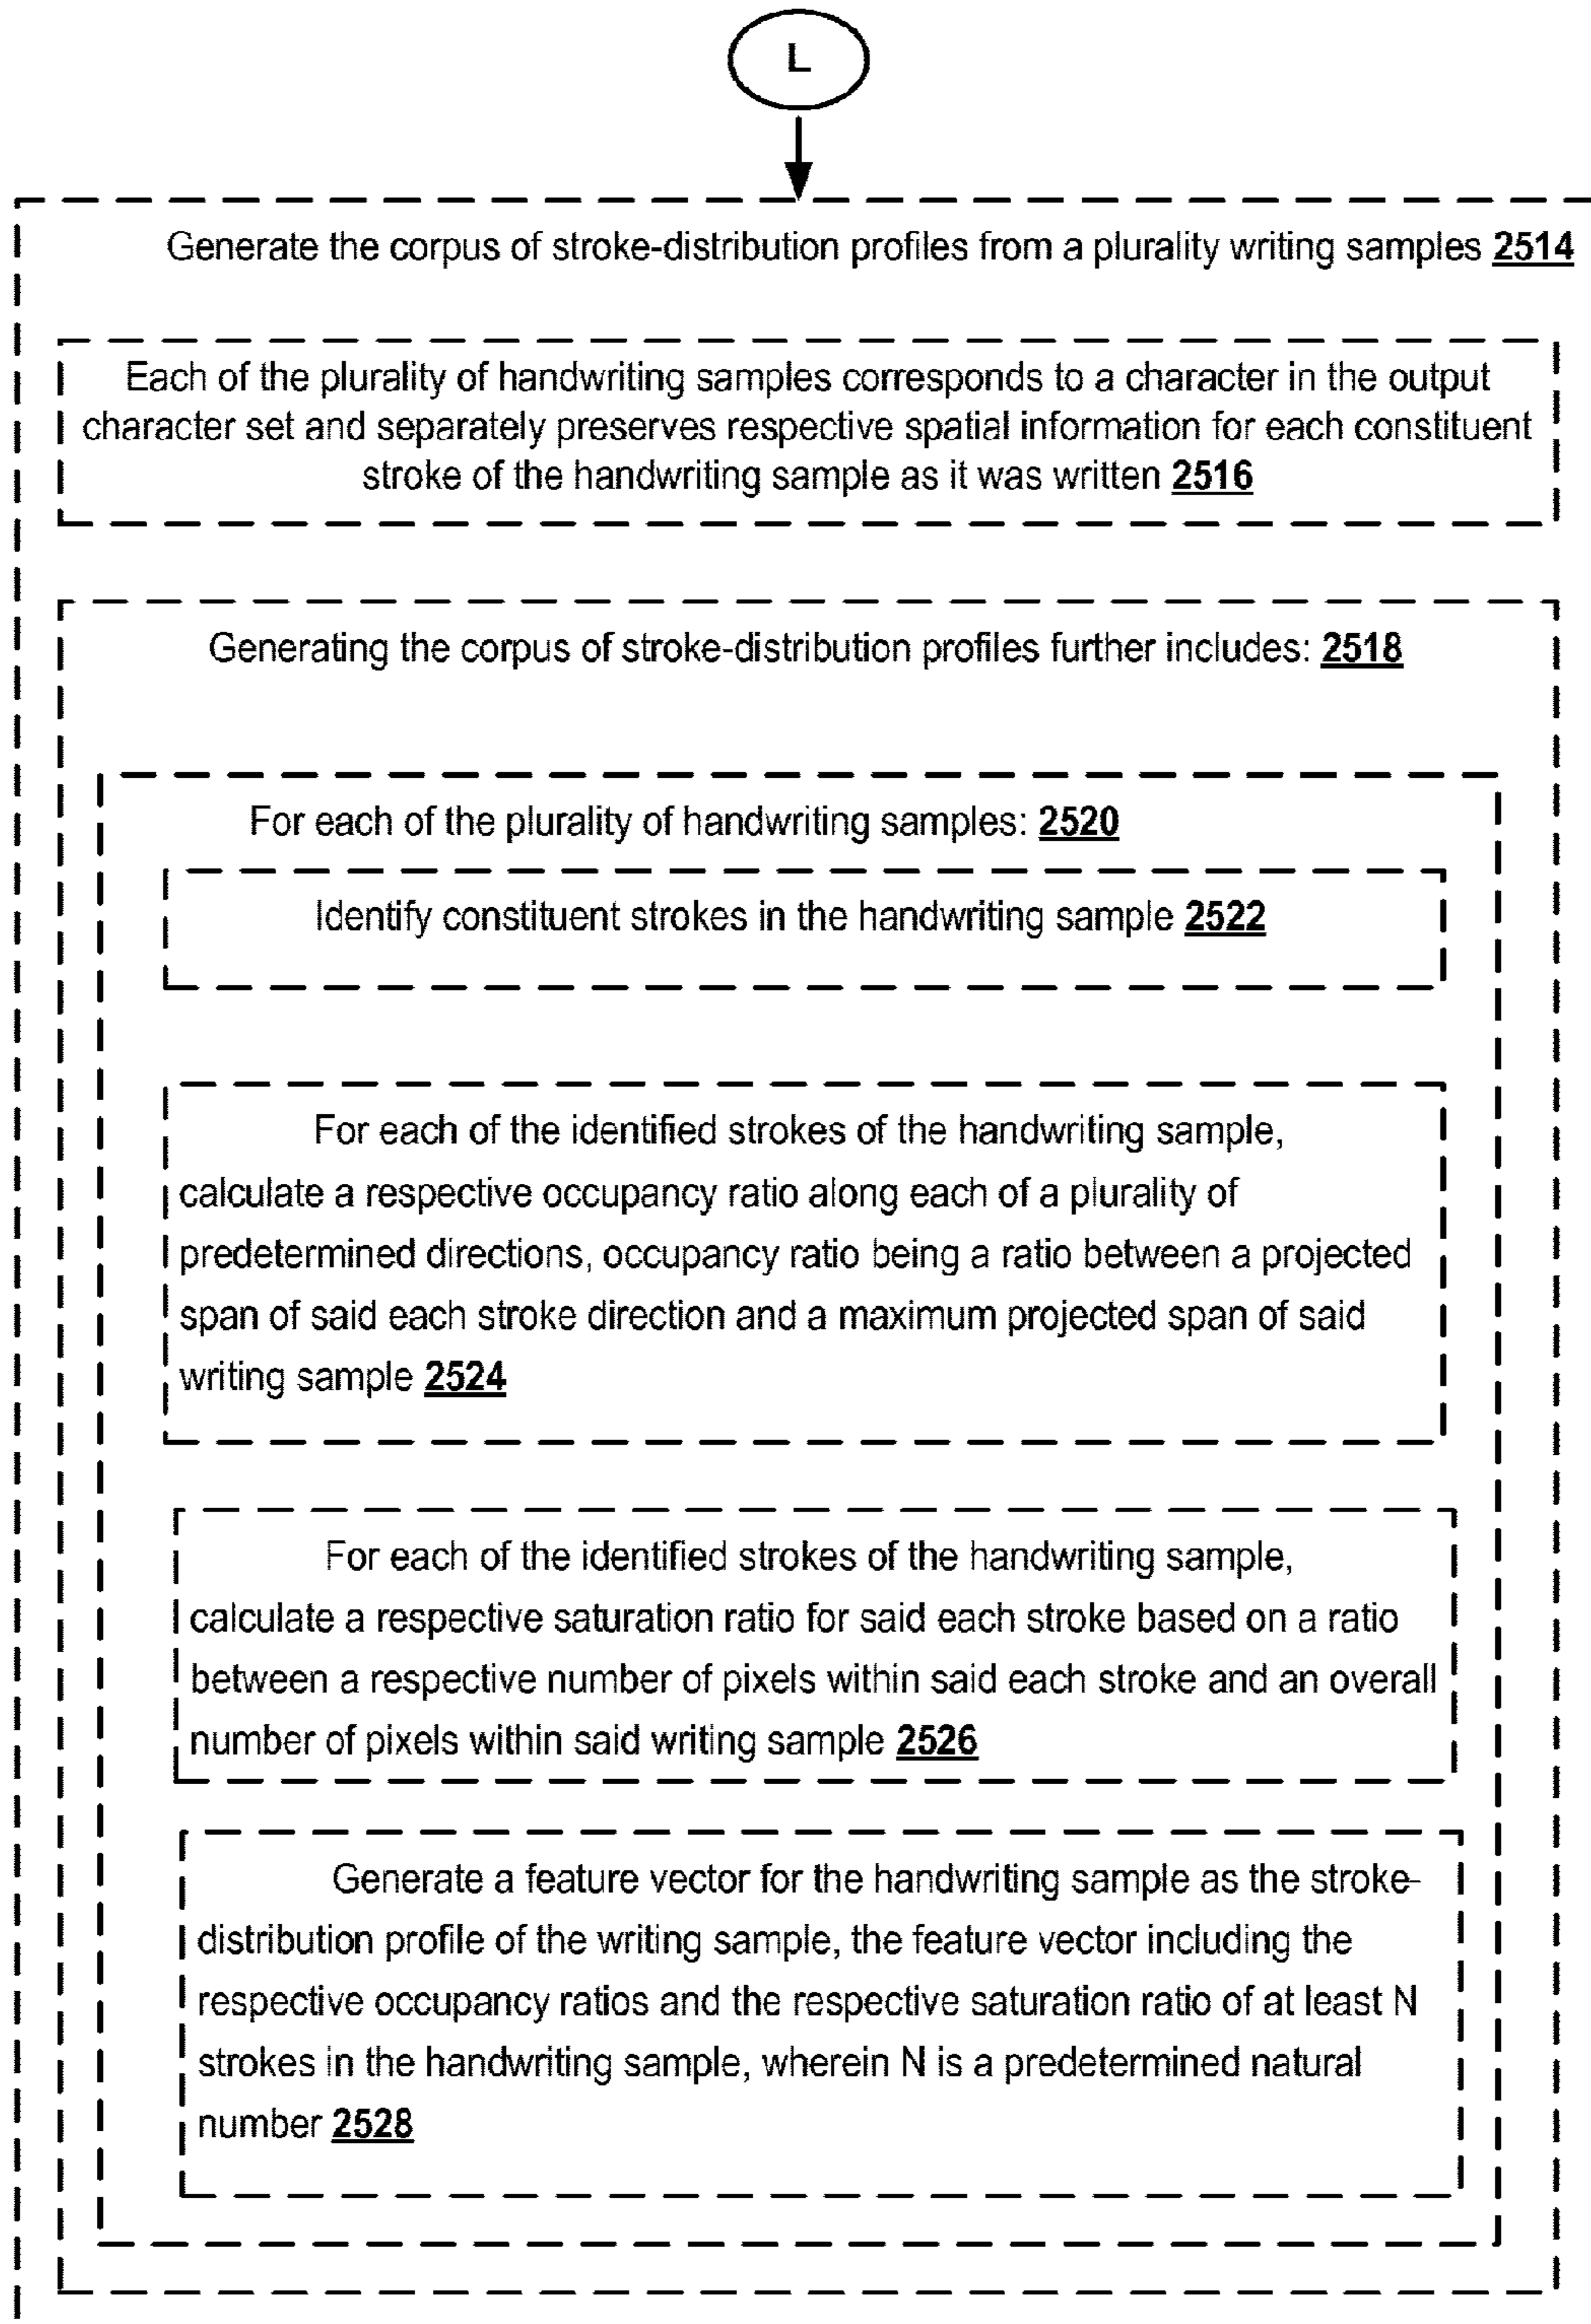 L
Generate the corpus of stroke-distribution profiles from a plurality writing samples 2514
Each of the plurality of handwriting samples corresponds to a character in the output
character set and separately preserves respective spatial information for each constituent
stroke of the handwriting sample as it was written 2516
Generating the corpus of stroke-distribution profiles further includes: 2518
For each of the plurality of handwriting samples: 2520
Identify constituent strokes in the handwriting sample 2522
For each of the identified strokes of the handwriting sample,
calculate a respective occupancy ratio along each of a plurality of
predetermined directions, occupancy ratio being a ratio between a projected
span of said each stroke direction and a maximum projected span of said
writing sample 2524
For each of the identified strokes of the handwriting sample,
calculate a respective saturation ratio for said each stroke based on a ratio
between a respective number of pixels within said each stroke and an overall
number of pixels within said writing sample 2526
Generate a feature vector for the handwriting sample as the stroke-
distribution profile of the writing sample, the feature vector including the
respective occupancy ratios and the respective saturation ratio of at least N
strokes in the handwriting sample, wherein N is a predetermined natural
number 2528